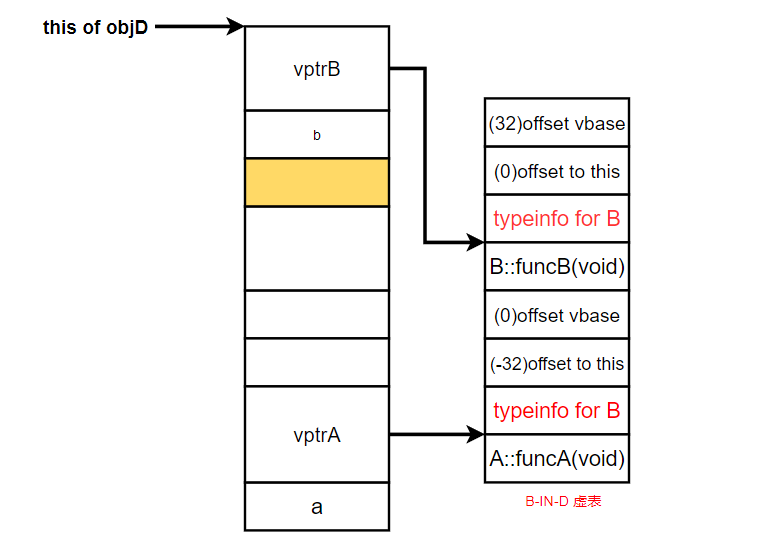 this of objD
vptrB
b
vptrA
a
(32)offset vbase
(0)offset to this
typeinfo for B
B::funcB(void)
(0)offset vbase
(-32)offset to this
typeinfo for B
A::funcA(void)
B-IN-D 虚表